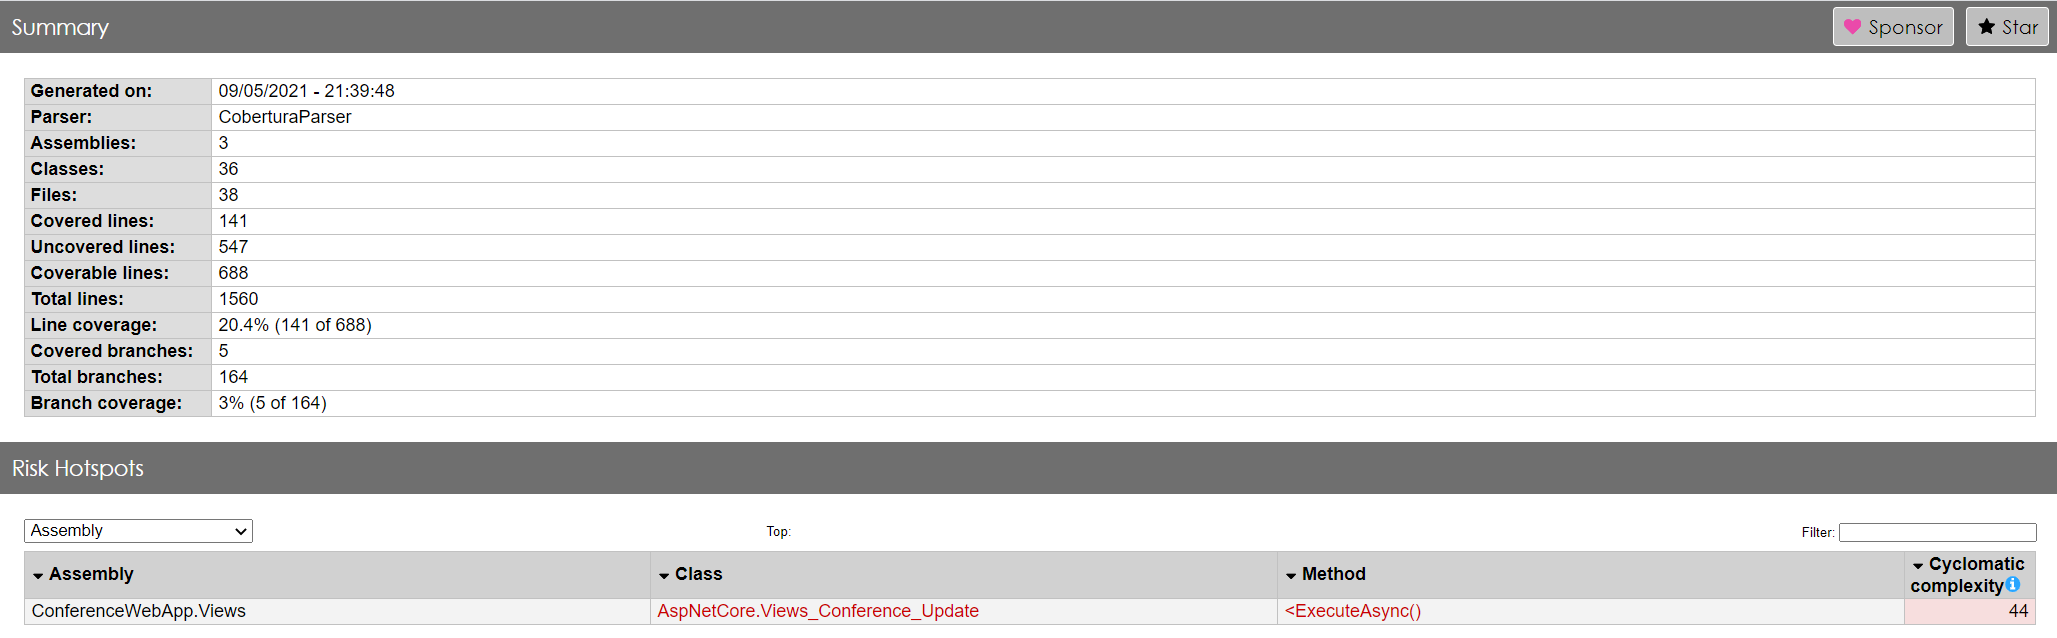 Summary
Sponsor
Star
Generated on: 09/05/2021 - 21:39:48
Parser: CoberturaParser
Assemblies: 3
Classes: 36
Files: 38
Covered lines: 141
Uncovered lines: 547
Coverable lines: 688
Total lines: 1560
Line coverage: 20.4% (141 of 688)
Covered branches: 5
Total branches: 164
Branch coverage: 3% (5 of 164)
Risk Hotspots
Assembly
Top:
Filter:
Assembly
Class
Method
Cyclomatic
complexity
ConferenceWebApp.Views
AspNetCore.Views_Conference_Update
<ExecuteAsync()
44